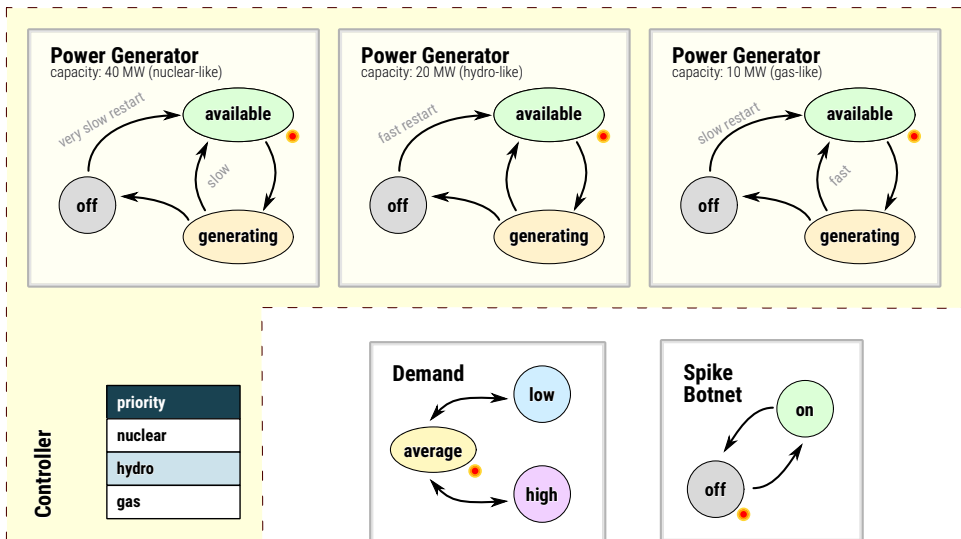 Power Generator
capacity: 40 MW (nuclear-like)
very slow restart
available
slow
off
generating
Power Generator
capacity: 20 MW (hydro-like)
fast restart
available
off
generating
Power Generator
capacity: 10 MW (gas-like)
slow restart
available
fast
off
generating
Controller
priority
nuclear
hydro
gas
Demand
low
average
high
Spike
Botnet
on
off